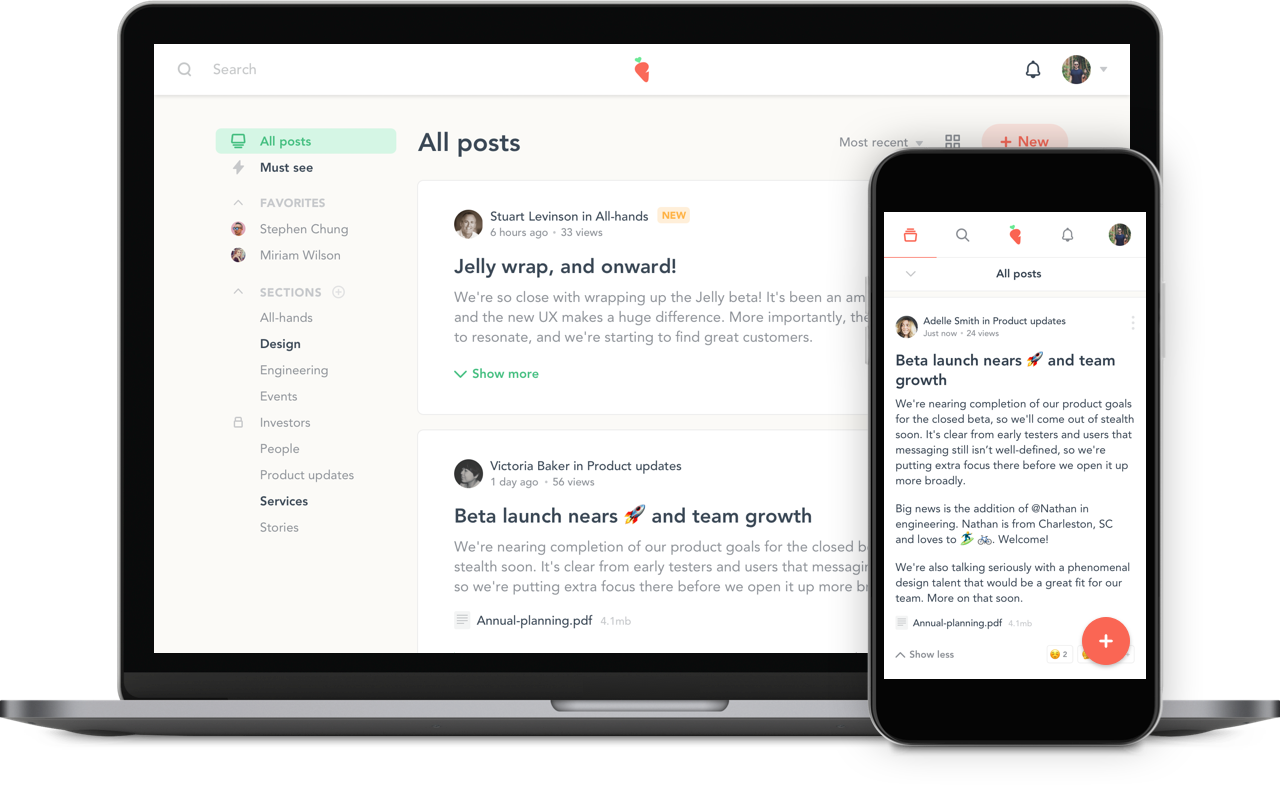 Search
All posts
Must see
FAVORITES
Stephen Chung
Miriam Wilson
SECTIONS
All-hands
Design
Engineering
Events
Investors
People
Product updates
Services
Stories
All posts
Most recent
+ New
Stuart Levinson in All-hands NEW
6 hours ago • 33 views
Jelly wrap, and onward!
We're so close with wrapping up the Jelly beta! It's been an am
and the new UX makes a huge difference. More importantly, the
to resonate, and we're starting to find great customers.
Show more
Victoria Baker in Product updates
1 day ago • 56 views
Beta launch nears 🚀 and team growth
We're nearing completion of our product goals for the closed b
stealth soon. It's clear from early testers and users that messagin
so we're putting extra focus there before we open it up more br
Annual-planning.pdf 4.1mb
All posts
Adelle Smith in Product updates
Just now • 24 views
Beta launch nears 🚀 and team
growth
We're nearing completion of our product goals
for the closed beta, so we'll come out of stealth
soon. It's clear from early testers and users that
messaging still isn’t well-defined, so we're
putting extra focus there before we open it up
more broadly.
Big news is the addition of @Nathan in
engineering. Nathan is from Charleston, SC
and loves to 🏄 🚲. Welcome!
We're also talking seriously with a phenomenal
design talent that would be a great fit for our
team. More on that soon.
Annual-planning.pdf 4.1mb
Show less
2
+